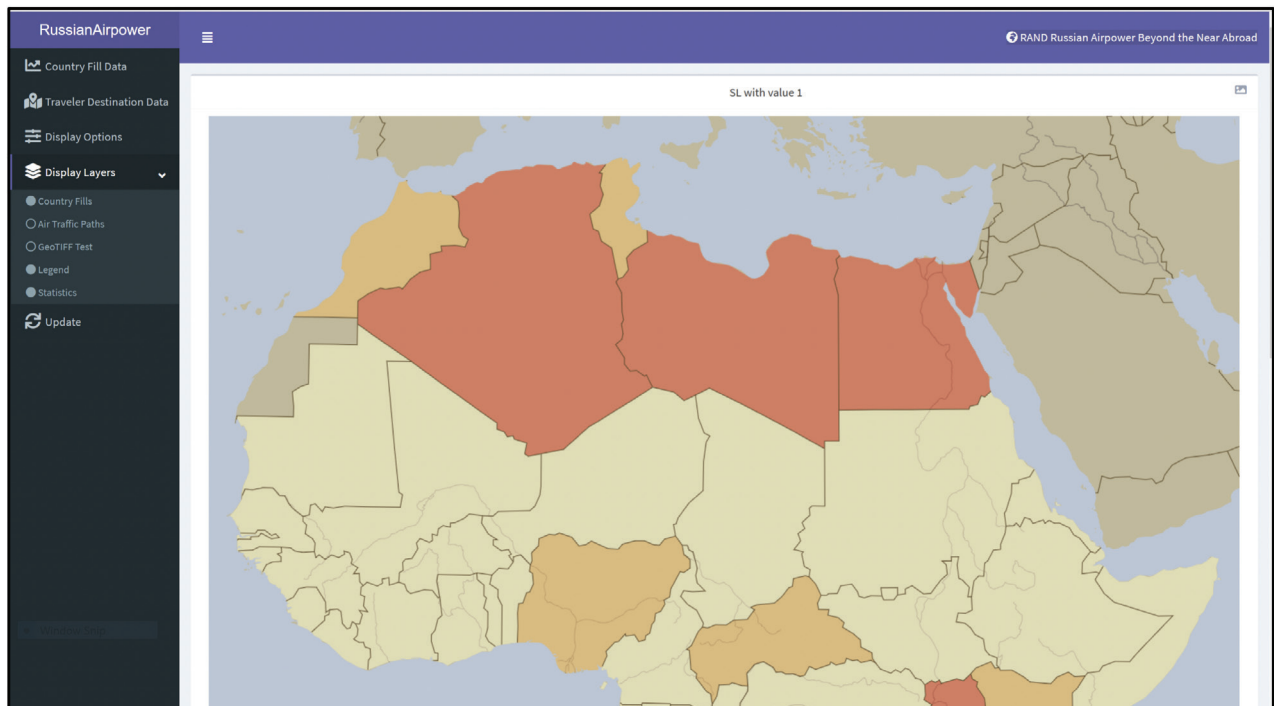 RussianAirpower
RAND Russian Airpower Beyond the Near Abroad
Country Fill Data
Traveler Destination Data
Display Options
Display Layers
Country Fills
Air Traffic Paths
GeoTIFF Test
Legend
Statistics
Update
SL with value 1